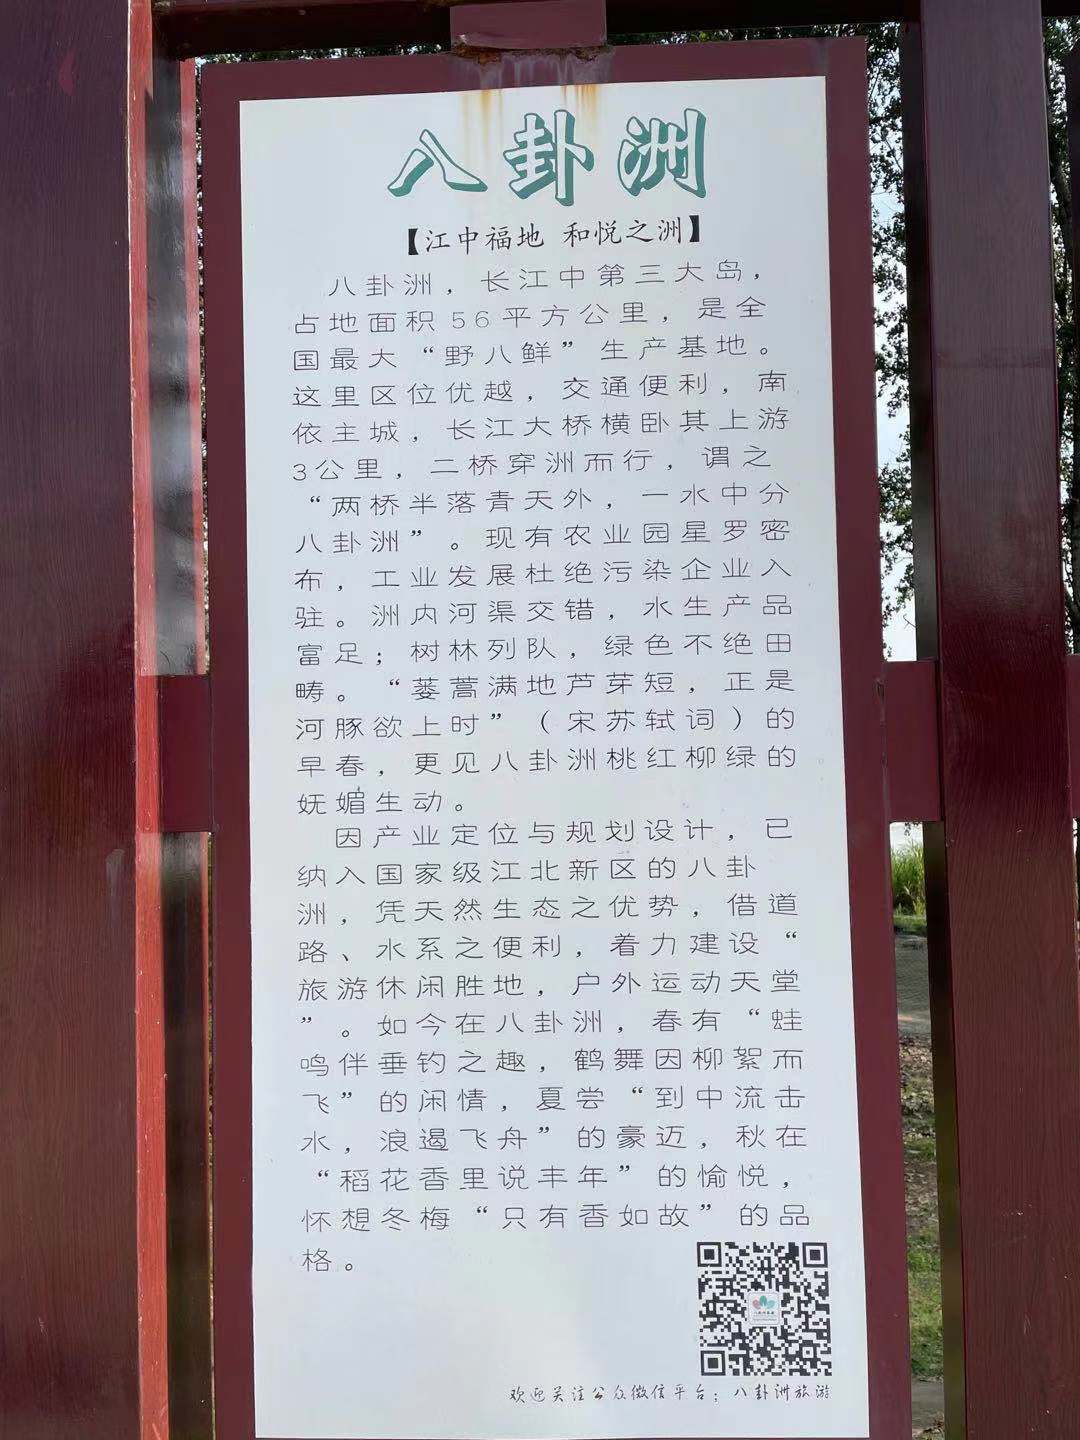 八卦洲
【江中福地 和悦之洲】
八卦洲，长江中第三大岛，
占地面积56平方公里，是全
国最大“野八鲜”生产基地。
这里区位优越，交通便利，南
依主城，长江大桥横卧其上游
3公里，二桥穿洲而行，谓之
“两桥半落青天外，一水中分
八卦洲”。现有农业园星罗密
布，工业发展杜绝污染企业入
驻。洲内河渠交错，水生产品
富足；树林列队，绿色不绝田
畴。“蒌蒿满地芦芽短，正是
河豚欲上时”（宋苏轼词）的
早春，更见八卦洲桃红柳绿的
妩媚生动。
因产业定位与规划设计，已
纳入国家级江北新区的八卦
洲，凭天然生态之优势，借道
路、水系之便利，着力建设“
旅游休闲胜地，户外运动天堂
”。如今在八卦洲，春有“蛙
鸣伴垂钓之趣，鹤舞因柳絮而
飞”的闲情，夏尝“到中流击
水，浪遏飞舟”的豪迈，秋在
“稻花香里说丰年”的愉悦，
怀想冬梅“只有香如故”的品
格。
欢迎关注公众微信平台：八卦洲旅游